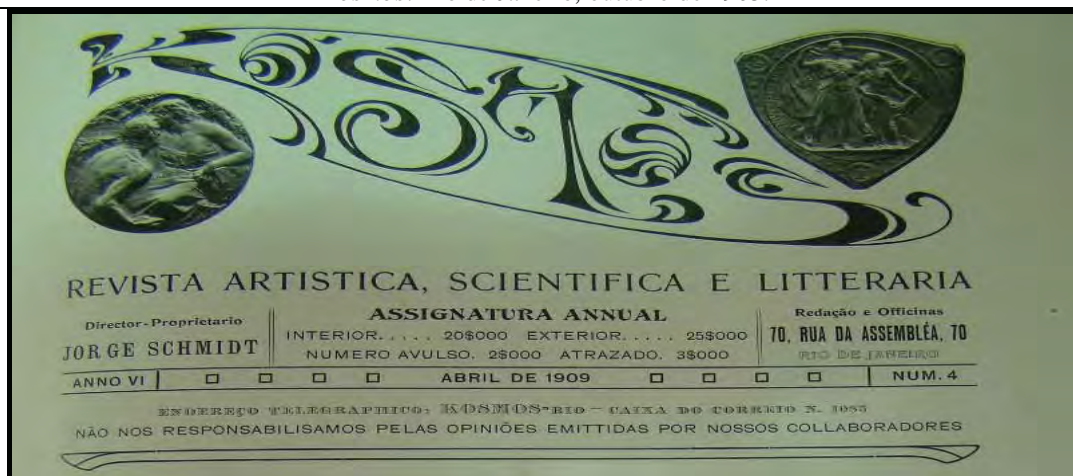 KÓSMOS
REVISTA ARTISTICA, SCIENTIFICA E LITTERARIA
Director-Proprietario
JORGE SCHMIDT
ASSIGNATURA ANNUAL
INTERIOR..... 20$000 EXTERIOR..... 25$000
NUMERO AVULSO. 2$000 ATRAZADO. 3$000
Redação e Officinas
70, RUA DA ASSEMBLÉA, 70
RIO DE JANEIRO
ANNO VI ABRIL DE 1909 NUM. 4
ENDEREÇO TELEGRAPHICO: KOSMOS-RIO — CAIXA DO CORREIO N. 1085
NÃO NOS RESPONSABILISAMOS PELAS OPINIÕES EMITTIDAS POR NOSSOS COLLABORADORES